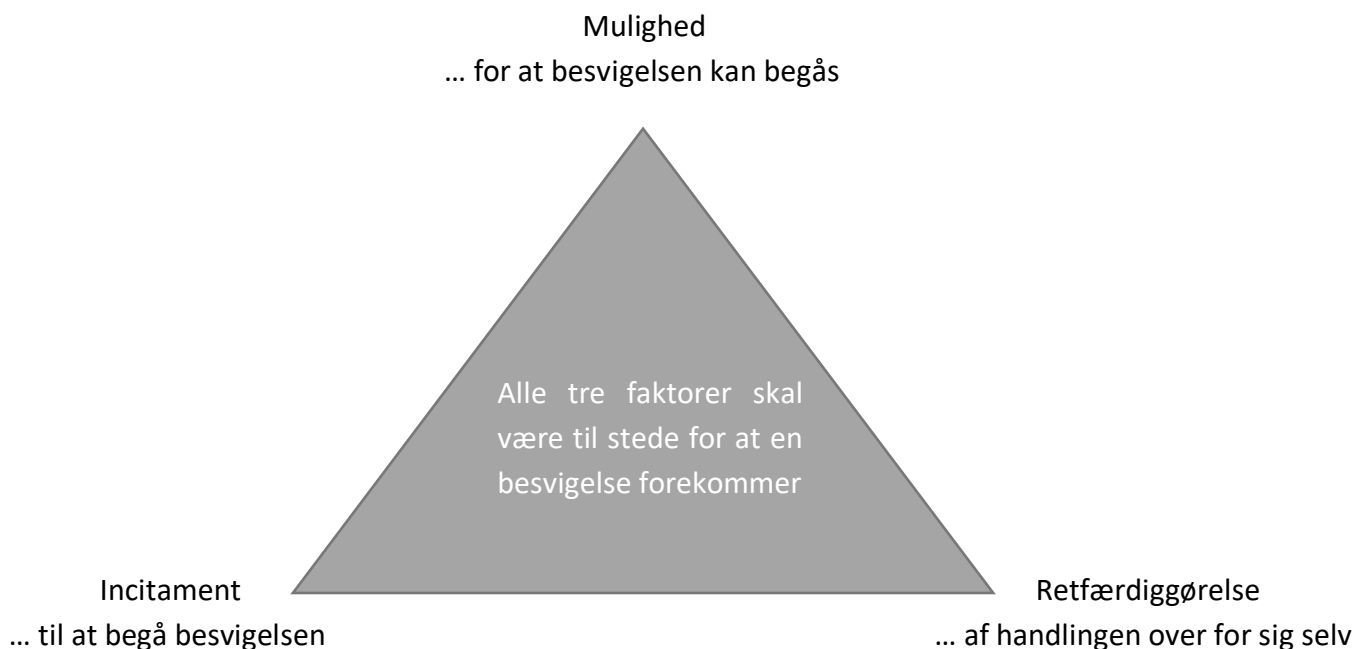 Mulighed
… for at besvigelsen kan begås
Alle tre faktorer skal
være til stede for at en
besvigelse forekommer
Incitament
… til at begå besvigelsen
Retfærdiggørelse
… af handlingen over for sig selv